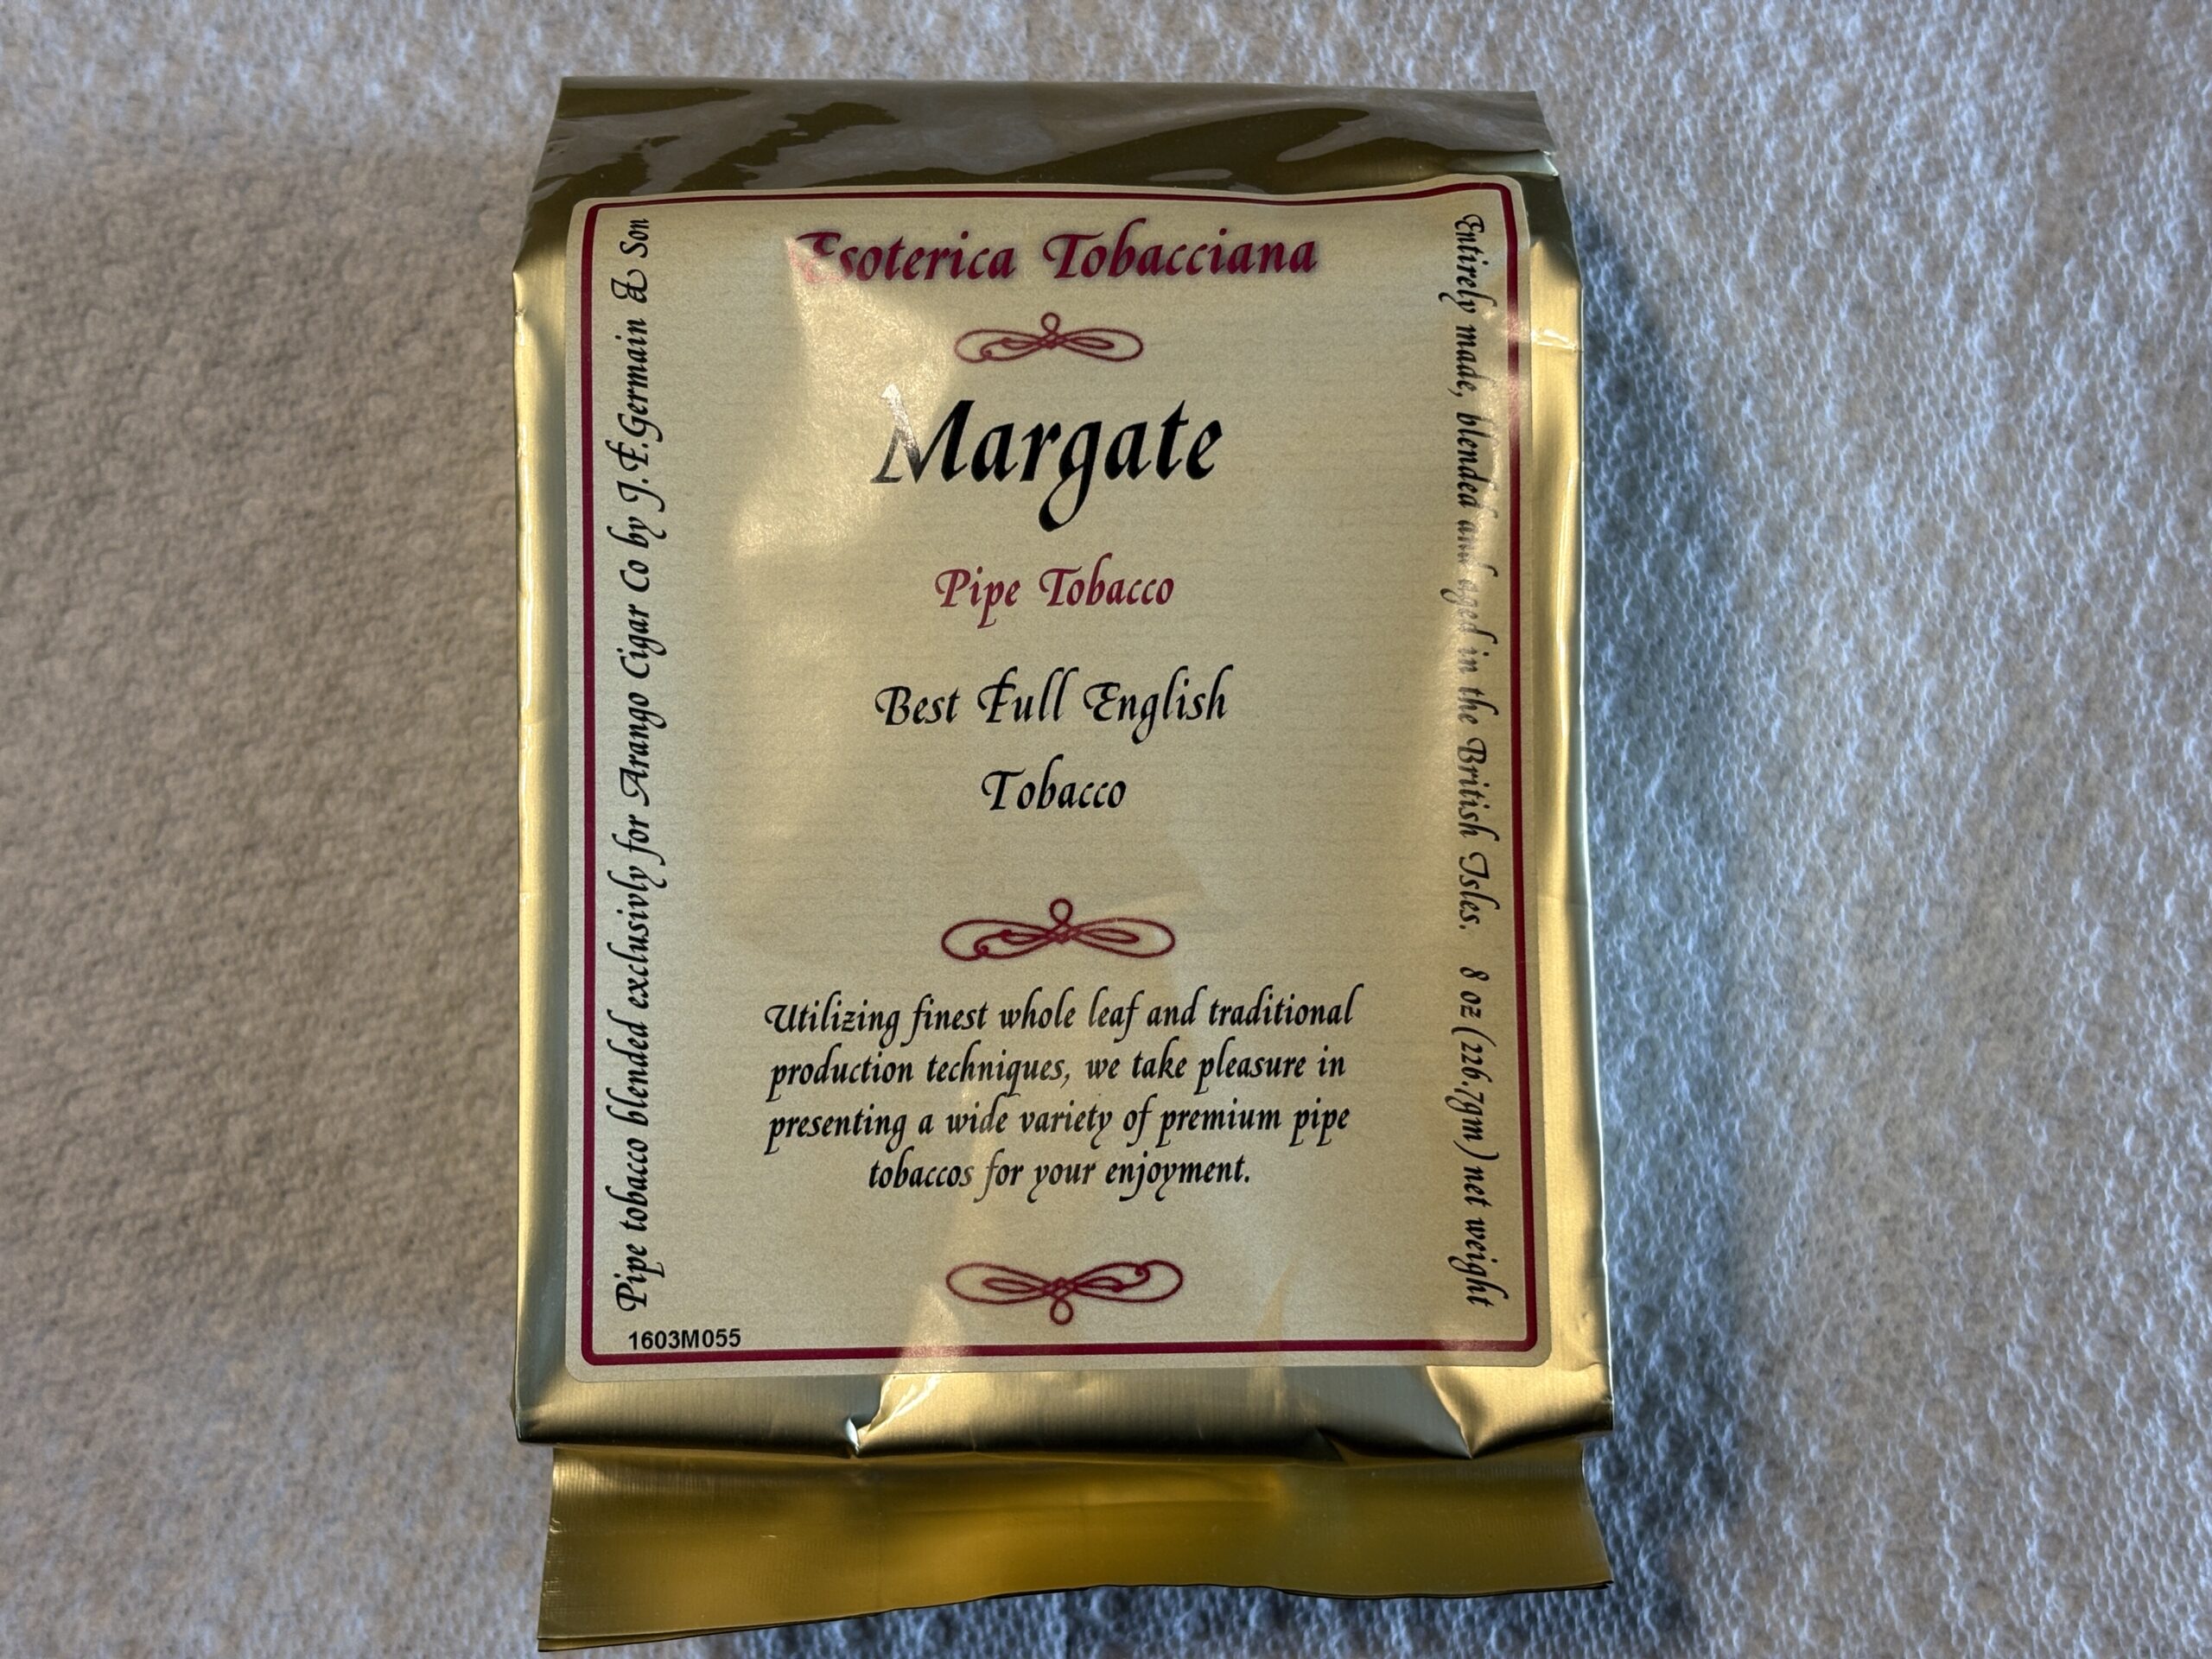 Esoterica Tobacciana
Margate
Pipe Tobacco
Best Full English
Tobacco
Utilizing finest whole leaf and traditional
production techniques, we take pleasure in
presenting a wide variety of premium pipe
tobaccos for your enjoyment.
Pipe tobacco blended exclusivly for Arango Cigar Co by J.F.Germain & Son
Entirely made, blended and aged in the British Isles. 8 oz (226.7gm) net weight
1603M055